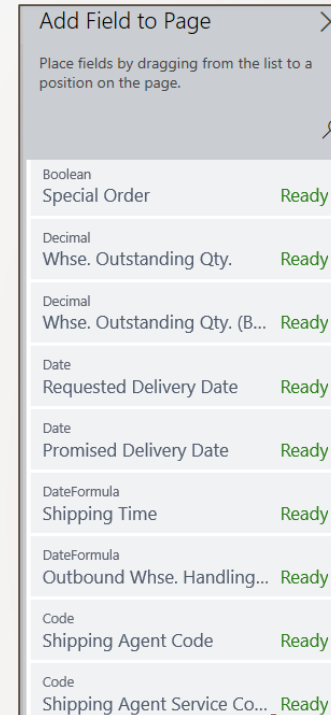 Add Field to Page
Place fields by dragging from the list to a
position on the page.
Boolean
Special Order Ready
Decimal
Whse. Outstanding Qty. Ready
Decimal
Whse. Outstanding Qty. (B... Ready
Date
Requested Delivery Date Ready
Date
Promised Delivery Date Ready
DateFormula
Shipping Time Ready
DateFormula
Outbound Whse. Handling... Ready
Code
Shipping Agent Code Ready
Code
Shipping Agent Service Co... Ready